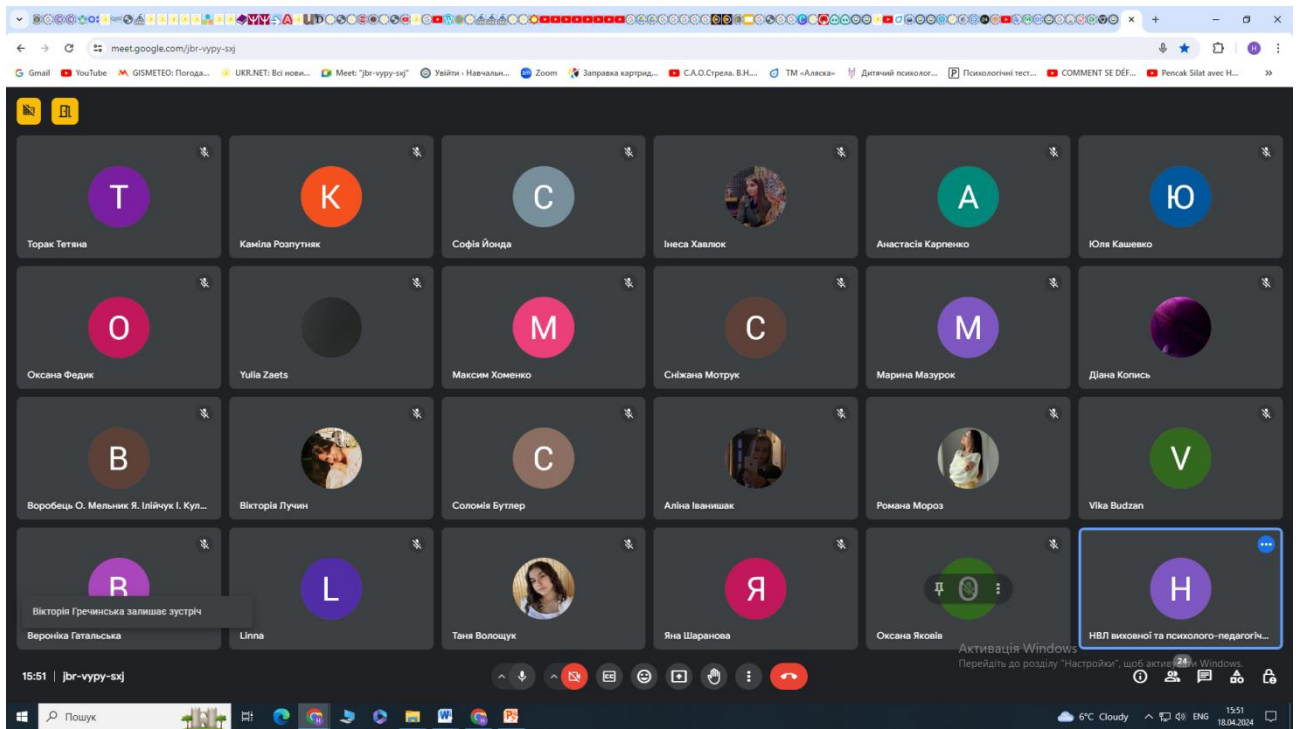 meet.google.com/jbr-vypy-sxj
Gmail YouTube GISMETEO: Погода... UKR.NET: Всі нови... Meet: "jbr-vypy-sxj" Увійти ‹ Навчальн... Zoom Заправка картрид... С.А.О.Стрела. В.Н.... ТМ «Аляска» Дитячий психолог... Психологічні тест... COMMENT SE DÉF... Pencak Silat avec H...
Т
К
С
А
Ю
Торак Тетяна
Каміла Розпутняк
Софія Йонда
Інеса Хавлюк
Анастасія Карпенко
Юля Кашевко
О
М
С
М
Оксана Федик
Yulia Zaets
Максим Хоменко
Сніжана Мотрук
Марина Мазурок
Діана Копись
В
С
V
Воробець О. Мельник Я. Ілійчук І. Кул...
Вікторія Лучин
Соломія Бутлер
Аліна Іванишак
Романа Мороз
Vika Budzan
В
L
Я
Н
Вікторія Гречинська залишає зустріч
Вероніка Гатальська
Linna
Таня Волощук
Яна Шаранова
Оксана Яковів
НВЛ виховної та психолого-педагогіч...
Активація Windows
Перейдіть до розділу "Настройки", щоб активувати Windows.
15:51 | jbr-vypy-sxj
24
Пошук
6°C Cloudy
ENG
15:51
18.04.2024